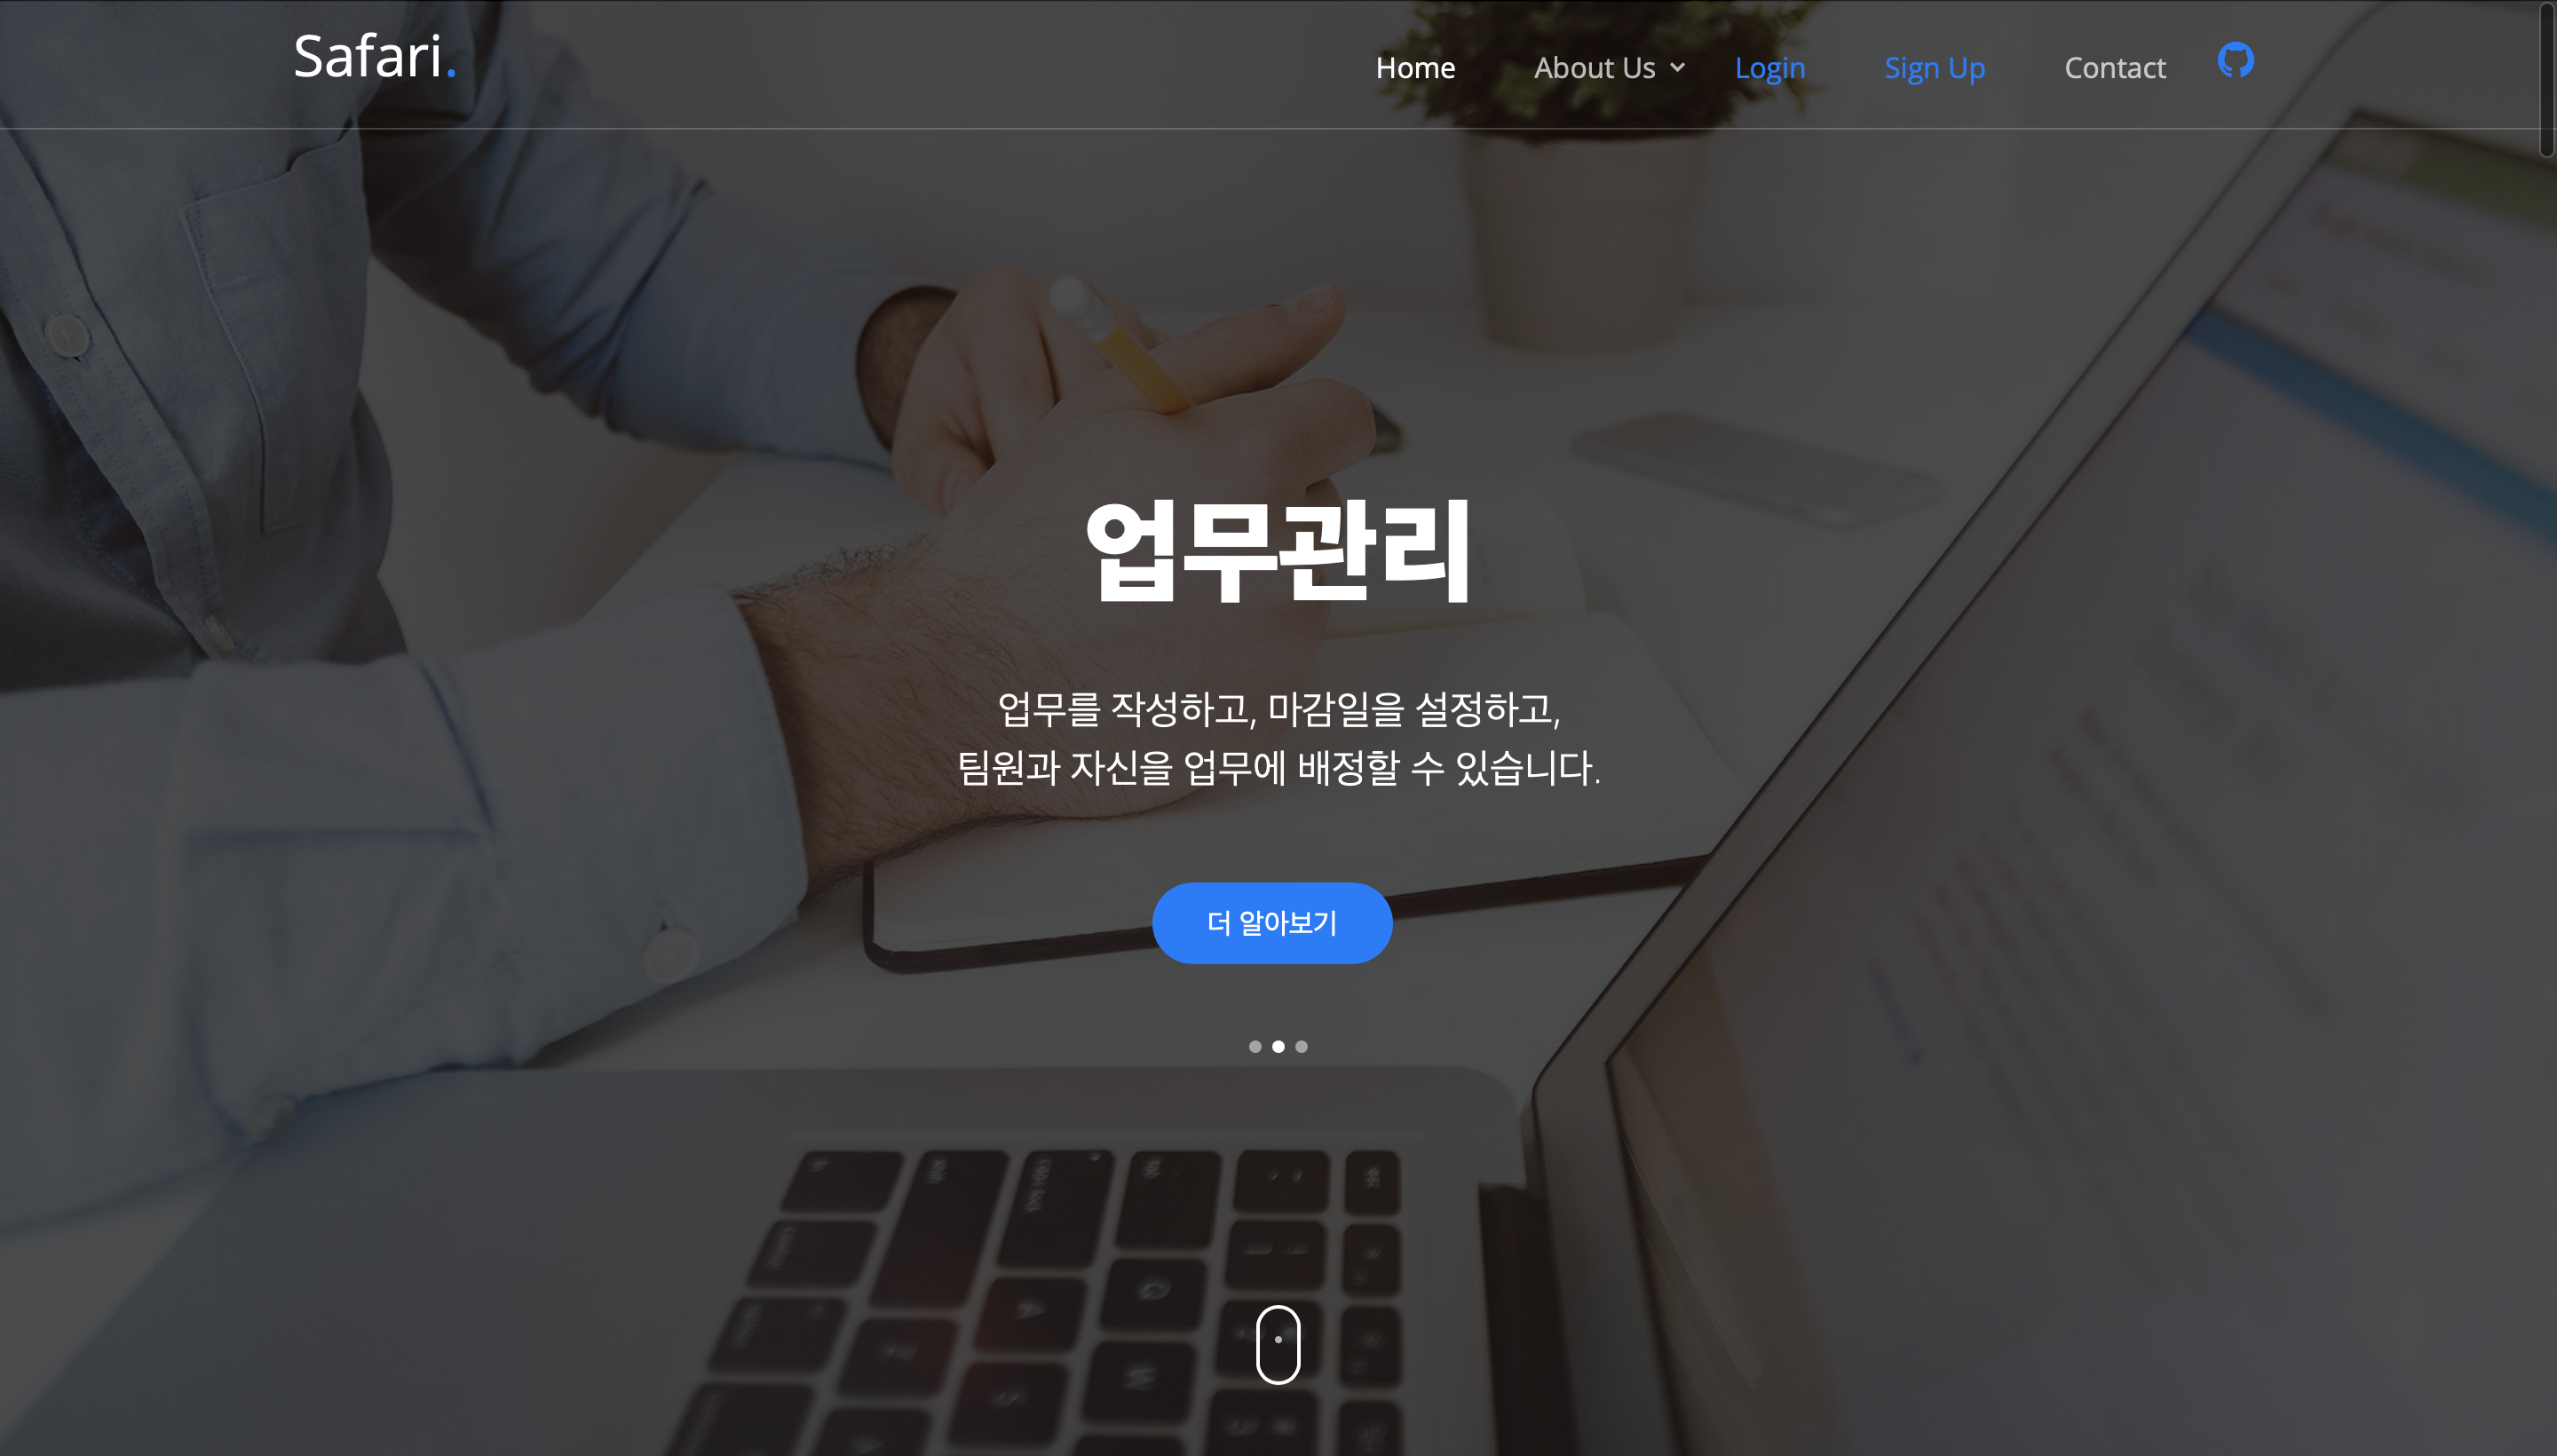 Safari.
Home About Us Login Sign Up Contact
업무관리
업무를 작성하고, 마감일을 설정하고,
팀원과 자신을 업무에 배정할 수 있습니다.
더 알아보기